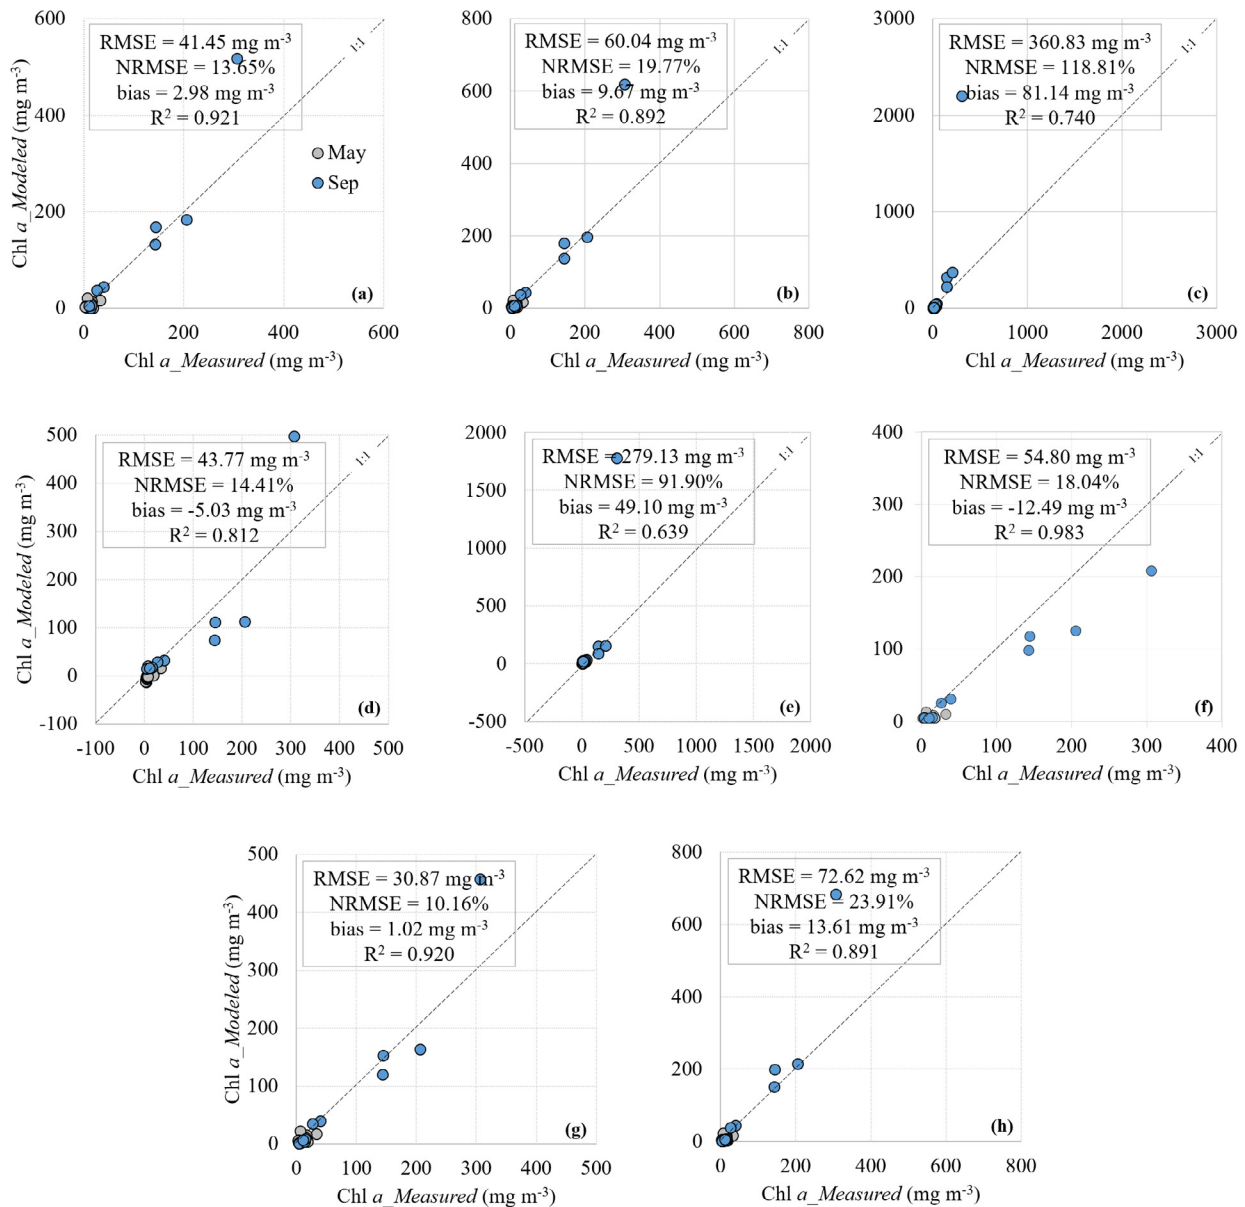 600
400
200
0
0
200
400
600
Chl a_Modeled (mg m-3)
Chl a_Measured (mg m-3)
RMSE = 41.45 mg m-3
NRMSE = 13.65%
bias = 2.98 mg m-3
R2 = 0.921
1:1
May
Sep
(a)
800
600
400
200
0
0
200
400
600
800
Chl a_Measured (mg m-3)
RMSE = 60.04 mg m-3
NRMSE = 19.77%
bias = 9.67 mg m-3
R2 = 0.892
1:1
(b)
3000
2000
1000
0
1000
2000
3000
Chl a_Measured (mg m-3)
RMSE = 360.83 mg m-3
NRMSE = 118.81%
bias = 81.14 mg m-3
R2 = 0.740
1:1
(c)
500
400
300
200
100
0
-100
-100
0
100
200
300
400
500
Chl a_Modeled (mg m-3)
Chl a_Measured (mg m-3)
RMSE = 43.77 mg m-3
NRMSE = 14.41%
bias = -5.03 mg m-3
R2 = 0.812
1:1
(d)
2000
1500
1000
500
0
-500
-500
0
500
1000
1500
2000
Chl a_Measured (mg m-3)
RMSE = 279.13 mg m-3
NRMSE = 91.90%
bias = 49.10 mg m-3
R2 = 0.639
1:1
(e)
400
300
200
100
0
0
100
200
300
400
Chl a_Measured (mg m-3)
RMSE = 54.80 mg m-3
NRMSE = 18.04%
bias = -12.49 mg m-3
R2 = 0.983
1:1
(f)
500
400
300
200
100
0
0
100
200
300
400
500
Chl a_Modeled (mg m-3)
Chl a_Measured (mg m-3)
RMSE = 30.87 mg m-3
NRMSE = 10.16%
bias = 1.02 mg m-3
R2 = 0.920
(g)
800
600
400
200
0
0
200
400
600
800
Chl a_Measured (mg m-3)
RMSE = 72.62 mg m-3
NRMSE = 23.91%
bias = 13.61 mg m-3
R2 = 0.891
(h)